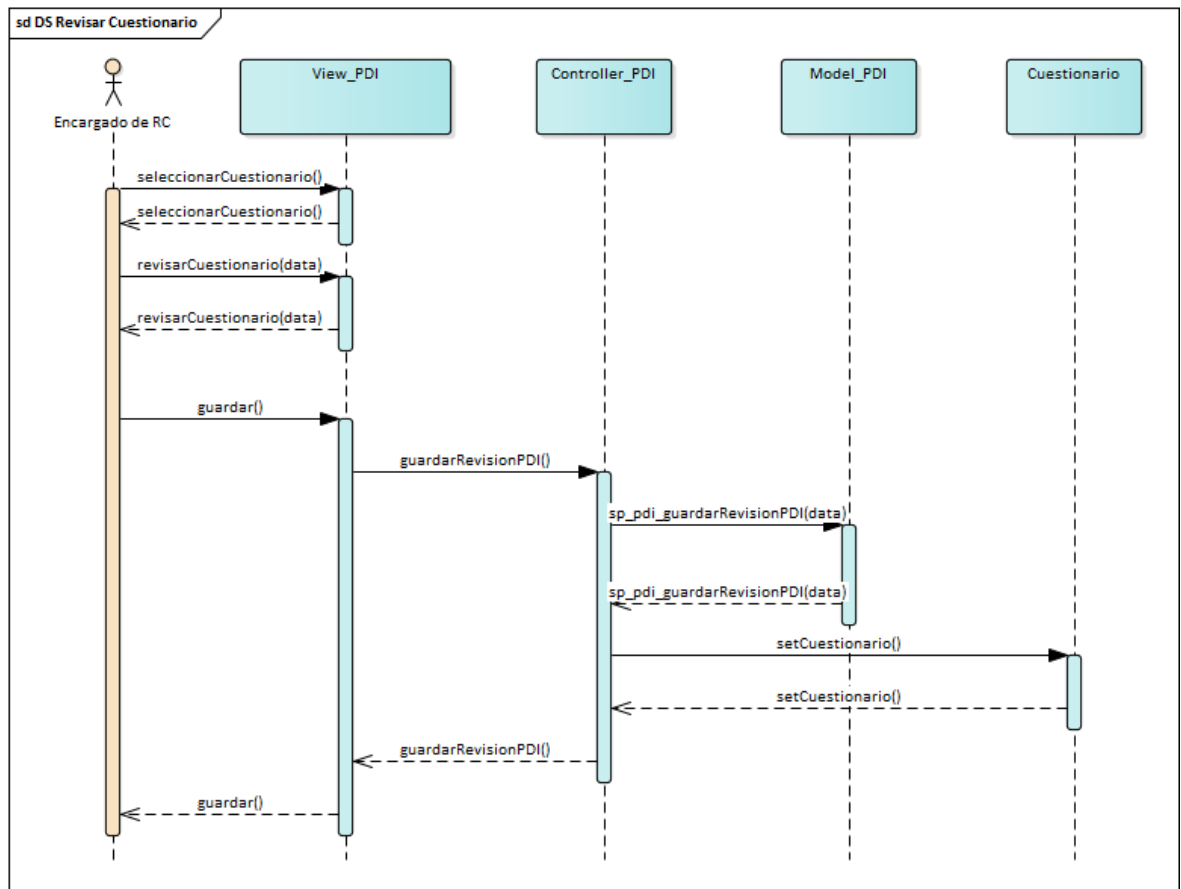 sd DS Revisar Cuestionario
View_PDI
Controller_PDI
Model_PDI
Cuestionario
Encargado de RC
seleccionarCuestionario()
seleccionarCuestionario()
revisarCuestionario(data)
revisarCuestionario(data)
guardar()
guardarRevisionPDI()
sp_pdi_guardarRevisionPDI(data)
sp_pdi_guardarRevisionPDI(data)
setCuestionario()
setCuestionario()
guardarRevisionPDI()
guardar()